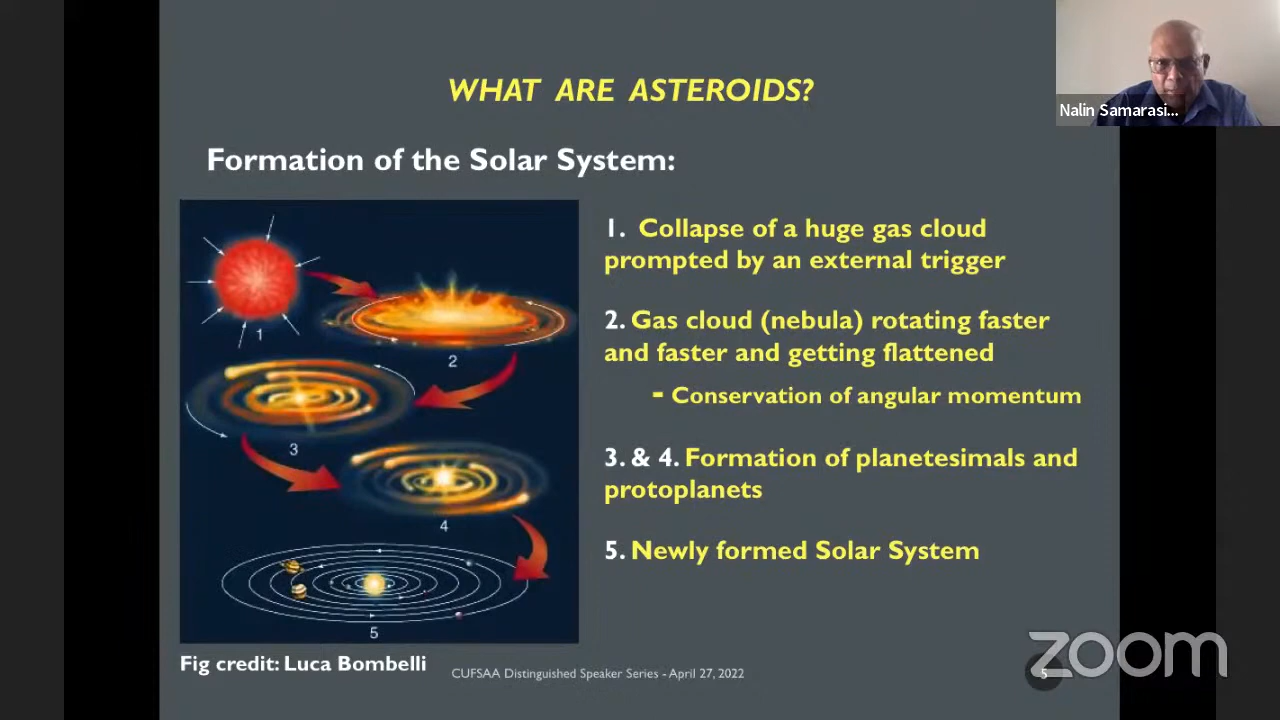 WHAT ARE ASTEROIDS?
Nalin Samarasi...
Formation of the Solar System:
1
2
3
4
5
1. Collapse of a huge gas cloud
prompted by an external trigger
2. Gas cloud (nebula) rotating faster
and faster and getting flattened
- Conservation of angular momentum
3. & 4. Formation of planetesimals and
protoplanets
5. Newly formed Solar System
Fig credit: Luca Bombelli
CUFSAA Distinguished Speaker Series - April 27, 2022
5
zoom